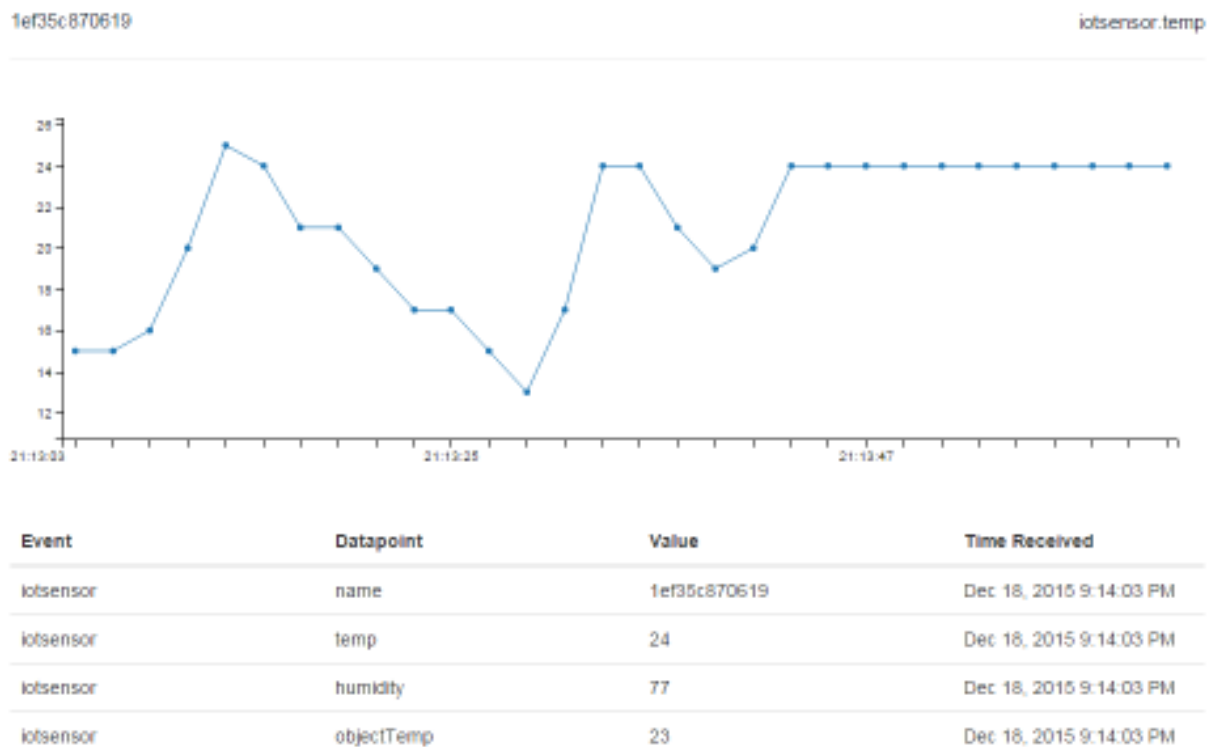 1ef35c870619 iotsensor.temp
26
24
22
20
18
16
14
12
21:13:03 21:13:25 21:13:47
Event Datapoint Value Time Received
iotsensor name 1ef35c870619 Dec 18, 2015 9:14:03 PM
iotsensor temp 24 Dec 18, 2015 9:14:03 PM
iotsensor humidity 77 Dec 18, 2015 9:14:03 PM
iotsensor objectTemp 23 Dec 18, 2015 9:14:03 PM